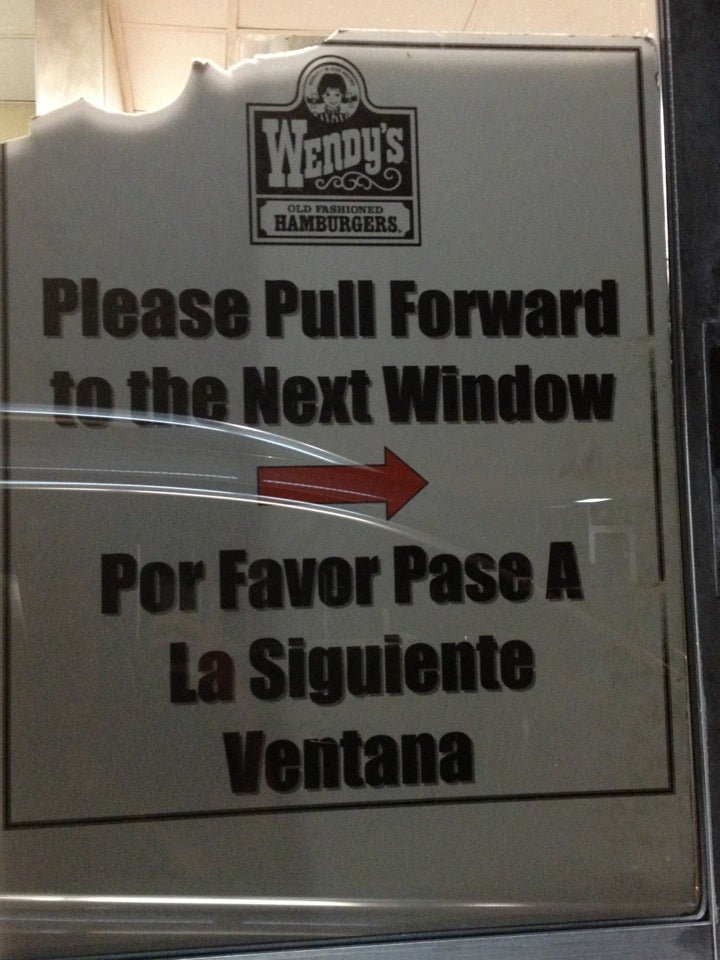 WENDY'S
OLD FASHIONED
HAMBURGERS.
Please Pull Forward
to the Next Window
Por Favor Pase A
La Siguiente
Ventana